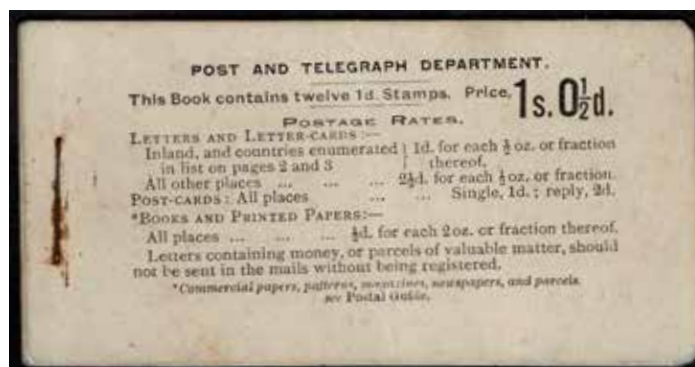 POST AND TELEGRAPH DEPARTMENT.
This Book contains twelve 1d. Stamps. Price, 1s. 0½d.
POSTAGE RATES.
LETTERS AND LETTER-CARDS :—
Inland, and countries enumerated } 1d. for each ½ oz. or fraction
in list on pages 2 and 3 } thereof.
All other places ... ... ... 2½d. for each ½ oz. or fraction.
POST-CARDS : All places ... ... Single, 1d. ; reply, 2d.
*BOOKS AND PRINTED PAPERS:—
All places ... ... ... ½d. for each 2 oz. or fraction thereof.
Letters containing money, or parcels of valuable matter, should
not be sent in the mails without being registered.
*Commercial papers, patterns, magazines, newspapers, and parcels,
see Postal Guide.